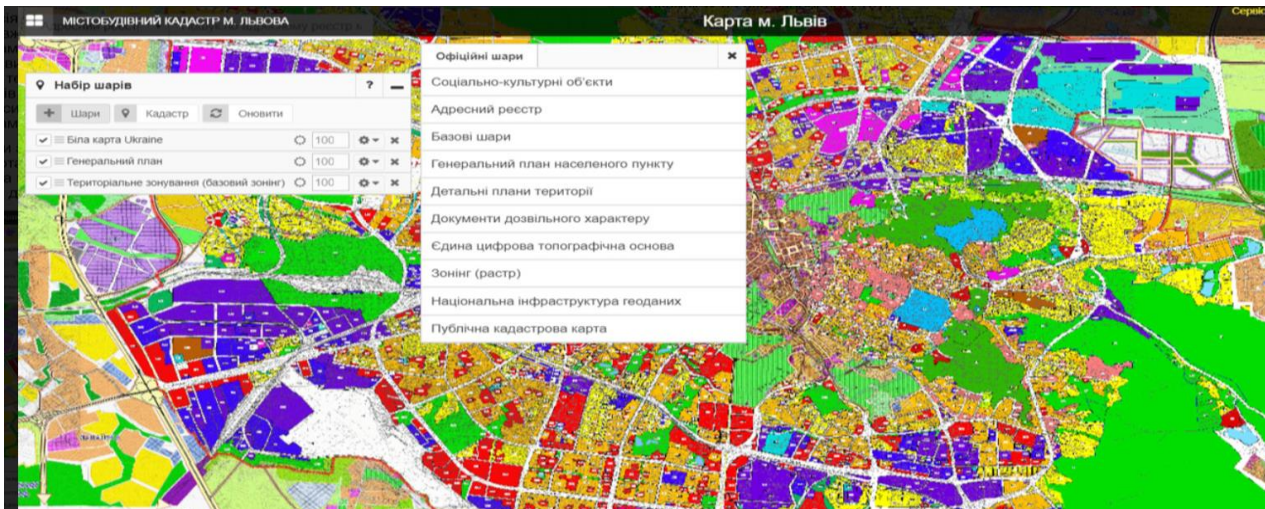 МІСТОБУДІВНИЙ КАДАСТР М. ЛЬВОВА
Карта м. Львів
Сервіс
Набір шарів ?
Шари Кадастр Оновити
Біла карта Ukraine 100
Генеральний план 100
Територіальне зонування (базовий зонінг) 100
Офіційні шари
Соціально-культурні об'єкти
Адресний реєстр
Базові шари
Генеральний план населеного пункту
Детальні плани території
Документи дозвільного характеру
Єдина цифрова топографічна основа
Зонінг (растр)
Національна інфраструктура геоданих
Публічна кадастрова карта